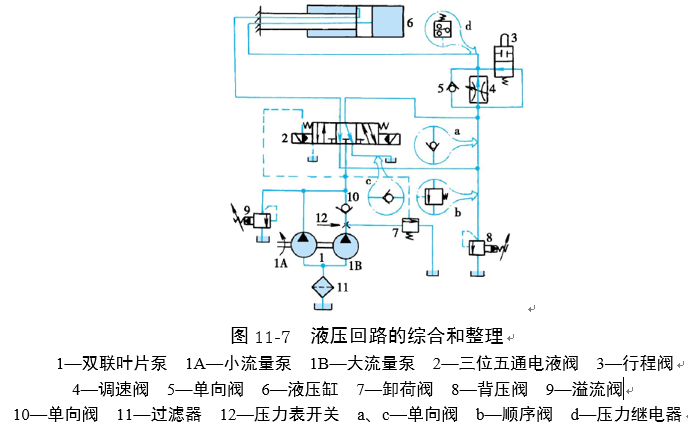 d
3
6
5
4
a
2
c
b
10
9
12
7
8
1
1A
1B
11
图 11-7 液压回路的综合和整理
1—双联叶片泵 1A—小流量泵 1B—大流量泵 2—三位五通电液阀 3—行程阀
4—调速阀 5—单向阀 6—液压缸 7—卸荷阀 8—背压阀 9—溢流阀
10—单向阀 11—过滤器 12—压力表开关 a、c—单向阀 b—顺序阀 d—压力继电器